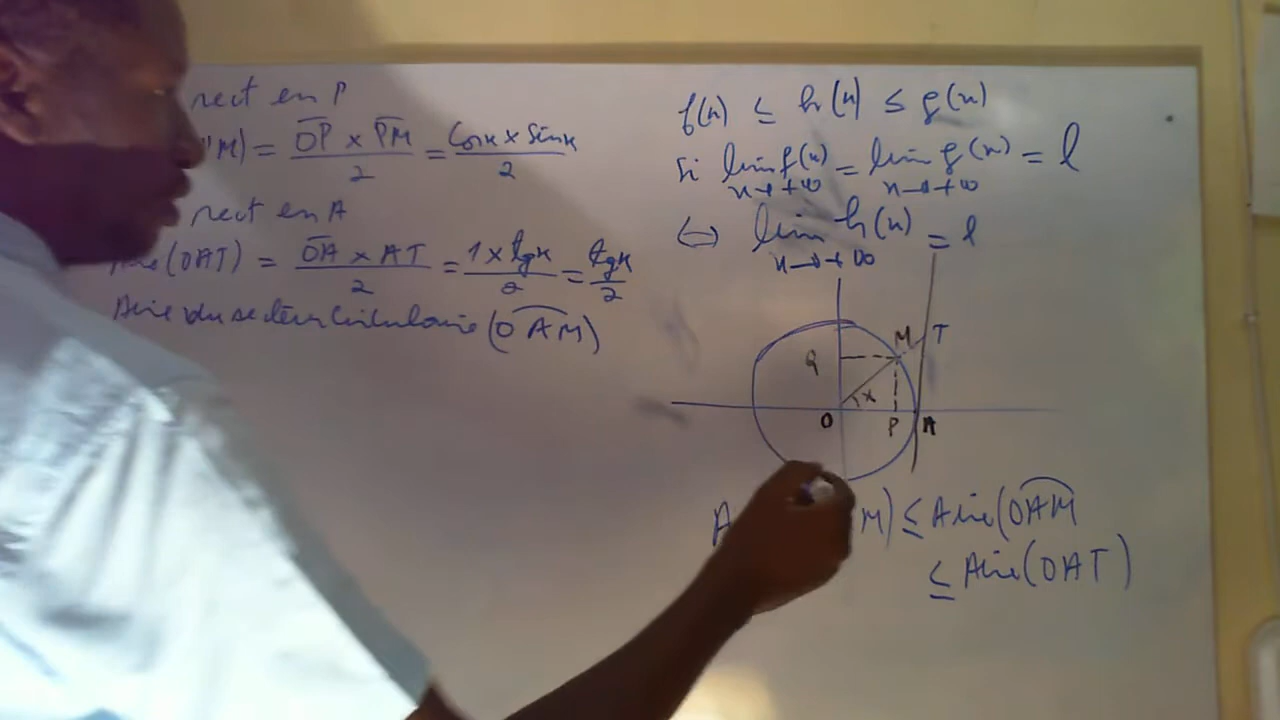 rect en P
M) = OP × PM / 2 = Cosx × Sinx / 2
rect en A
Aire (OAT) = OA × AT / 2 = 1 × tgx / 2 = tgx / 2
Aire du secteur Circulaire (OAM)
f(x) ≤ h(x) ≤ g(x)
Si lim f(x) = lim g(x) = l
x→+∞ x→+∞
⇔ lim h(x) = l
x→+∞
M T
Q
x
O P A
A M) ≤ Aire(OAM
≤ Aire(OAT)